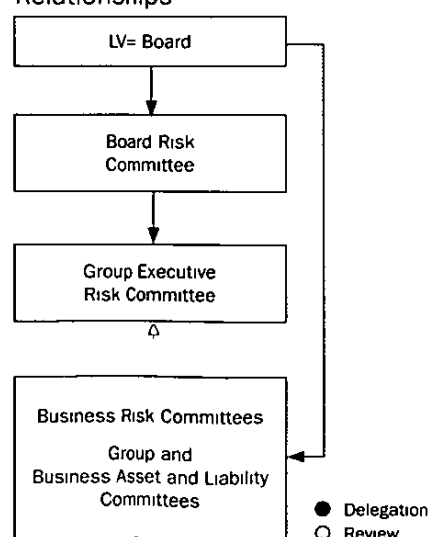 Relationships
LV= Board
Board Risk
Committee
Group Executive
Risk Committee
Business Risk Committees
Group and
Business Asset and Liability
Committees
Delegation
Review